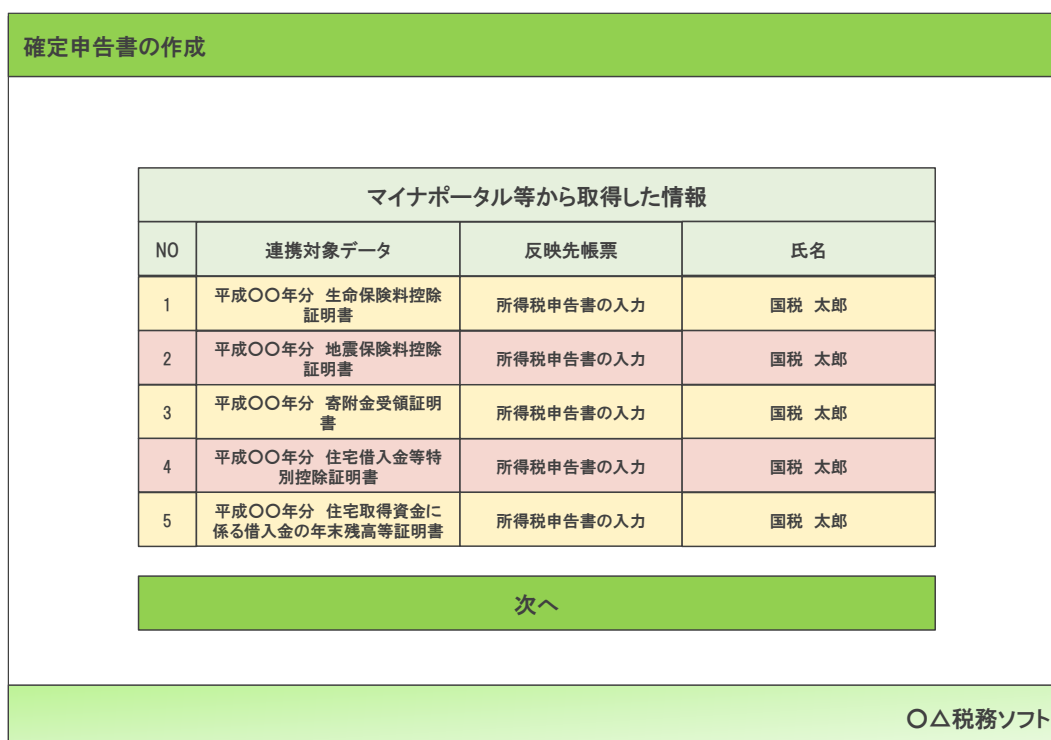 確定申告書の作成
マイナポータル等から取得した情報
NO 連携対象データ 反映先帳票 氏名
1 平成〇〇年分 生命保険料控除 所得税申告書の入力 国税 太郎
証明書
2 平成〇〇年分 地震保険料控除 所得税申告書の入力 国税 太郎
証明書
3 平成〇〇年分 寄附金受領証明 所得税申告書の入力 国税 太郎
書
4 平成〇〇年分 住宅借入金等特 所得税申告書の入力 国税 太郎
別控除証明書
5 平成〇〇年分 住宅取得資金に 所得税申告書の入力 国税 太郎
係る借入金の年末残高等証明書
次へ
〇△税務ソフト